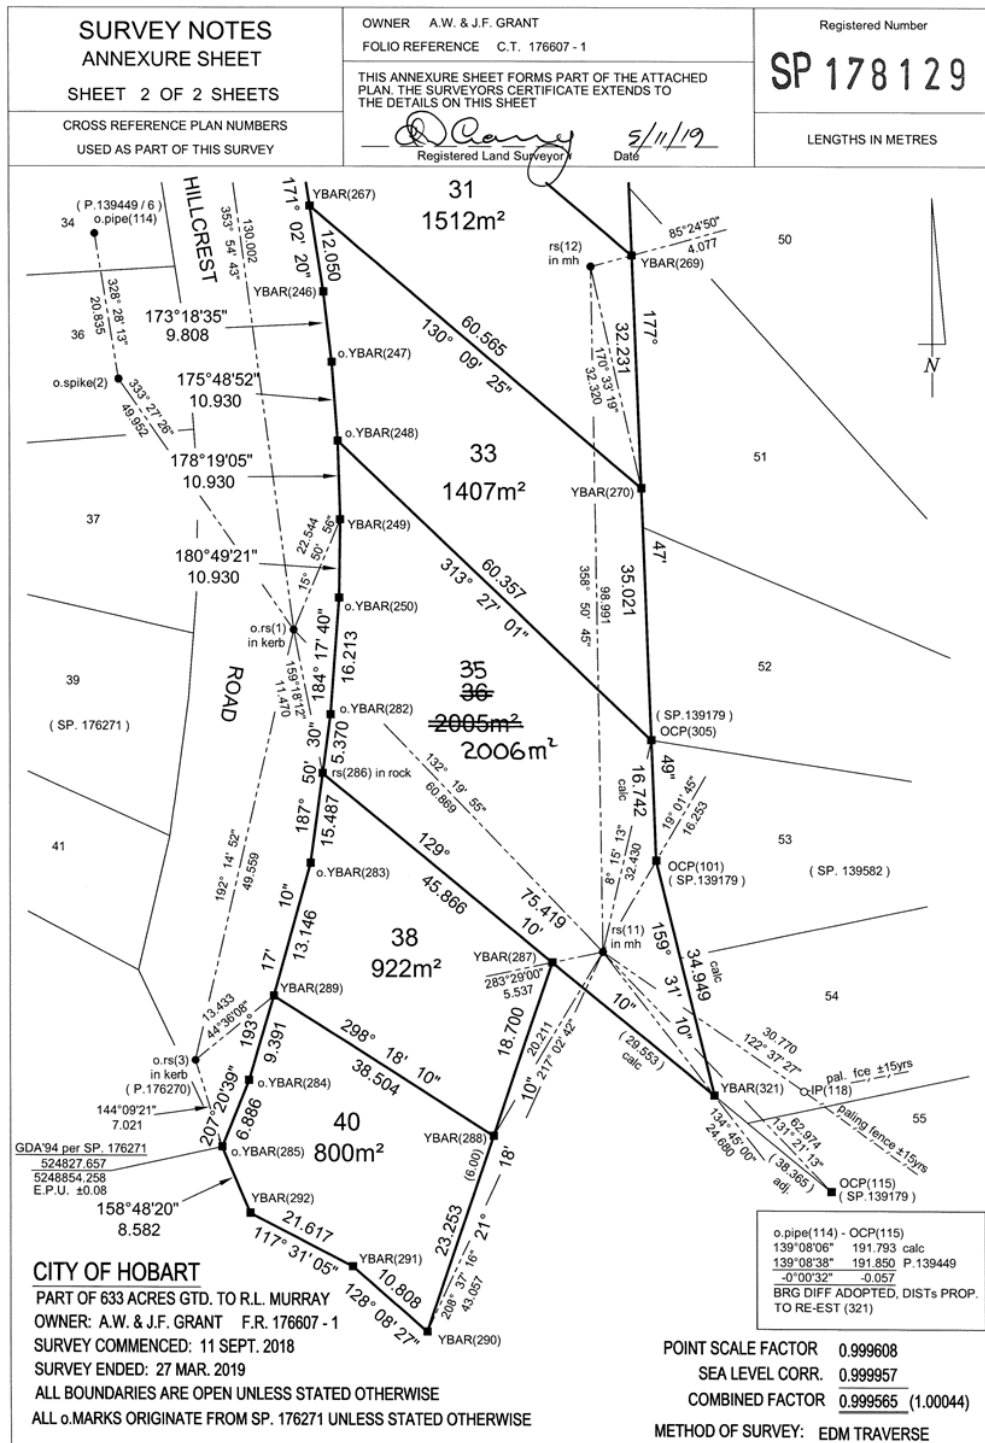 SURVEY NOTES
ANNEXURE SHEET
SHEET 2 OF 2 SHEETS
CROSS REFERENCE PLAN NUMBERS
USED AS PART OF THIS SURVEY
OWNER A.W. & J.F. GRANT
FOLIO REFERENCE C.T. 176607 - 1
THIS ANNEXURE SHEET FORMS PART OF THE ATTACHED
PLAN. THE SURVEYORS CERTIFICATE EXTENDS TO
THE DETAILS ON THIS SHEET
5/11/19
Registered Land Surveyor Date
Registered Number
SP 178129
LENGTHS IN METRES
( P.139449 / 6 )
34 o.pipe(114)
HILLCREST
353° 54' 43"
130.002
171° 02' 20"
12.050
YBAR(267)
31
1512m²
rs(12)
in mh
85°24'50"
4.077
50
YBAR(269)
YBAR(246)
328° 28' 13"
20.835
36
173°18'35"
9.808
o.YBAR(247)
60.565
130° 09' 25"
177°
32.231
170° 33' 19"
32.320
N
o.spike(2)
333° 27' 26"
49.952
175°48'52"
10.930
o.YBAR(248)
33
1407m²
51
178°19'05"
10.930
YBAR(270)
37
22.544
15° 50' 56"
YBAR(249)
180°49'21"
10.930
60.357
313° 27' 01"
358° 50' 45"
98.991
47'
35.021
o.YBAR(250)
o.rs(1)
in kerb
184° 17' 40"
16.213
ROAD
159°18'12"
11.470
39
( SP. 176271 )
35
36
2005m²
2006m²
52
( SP.139179 )
OCP(305)
o.YBAR(282)
187° 50' 30"
5.370
rs(286) in rock
132° 19' 55"
60.869
16.742
calc
49"
19° 01' 45"
16.253
8° 15' 13"
32.430
53
( SP. 139582 )
41
15.487
129° 10' 10"
45.866
75.419
OCP(101)
( SP.139179 )
o.YBAR(283)
192° 14' 52"
49.559
193° 17' 10"
13.146
38
922m²
rs(11)
in mh
YBAR(287)
283°29'00"
5.537
159° 31' 10"
34.949
calc
54
YBAR(289)
13.433
44°36'08"
9.391
298° 18' 10"
38.504
18.700
20.211
217° 02' 42"
( 29.553 )
calc
30.770
122° 37' 27"
pal. fce ±15yrs
o.rs(3)
in kerb
( P.176270)
o.YBAR(284)
YBAR(321)
IP(118)
paling fence ±15yrs
55
144°09'21"
7.021
207°20'39"
6.886
40
800m²
YBAR(288)
(6.00)
21° 18' 10"
134° 45' 00"
24.680
62.974
131° 21' 13"
( 38.365 )
adj.
GDA'94 per SP. 176271
524827.657
5248854.258
E.P.U. ±0.08
o.YBAR(285)
OCP(115)
( SP.139179 )
158°48'20"
8.582
YBAR(292)
21.617
117° 31' 05"
YBAR(291)
10.808
128° 08' 27"
23.253
208° 37' 16"
43.057
YBAR(290)
o.pipe(114) - OCP(115)
139°08'06" 191.793 calc
139°08'38" 191.850 P.139449
-0°00'32" -0.057
BRG DIFF ADOPTED, DISTs PROP.
TO RE-EST (321)
CITY OF HOBART
PART OF 633 ACRES GTD. TO R.L. MURRAY
OWNER: A.W. & J.F. GRANT F.R. 176607 - 1
SURVEY COMMENCED: 11 SEPT. 2018
SURVEY ENDED: 27 MAR. 2019
ALL BOUNDARIES ARE OPEN UNLESS STATED OTHERWISE
ALL o.MARKS ORIGINATE FROM SP. 176271 UNLESS STATED OTHERWISE
POINT SCALE FACTOR 0.999608
SEA LEVEL CORR. 0.999957
COMBINED FACTOR 0.999565 (1.00044)
METHOD OF SURVEY: EDM TRAVERSE